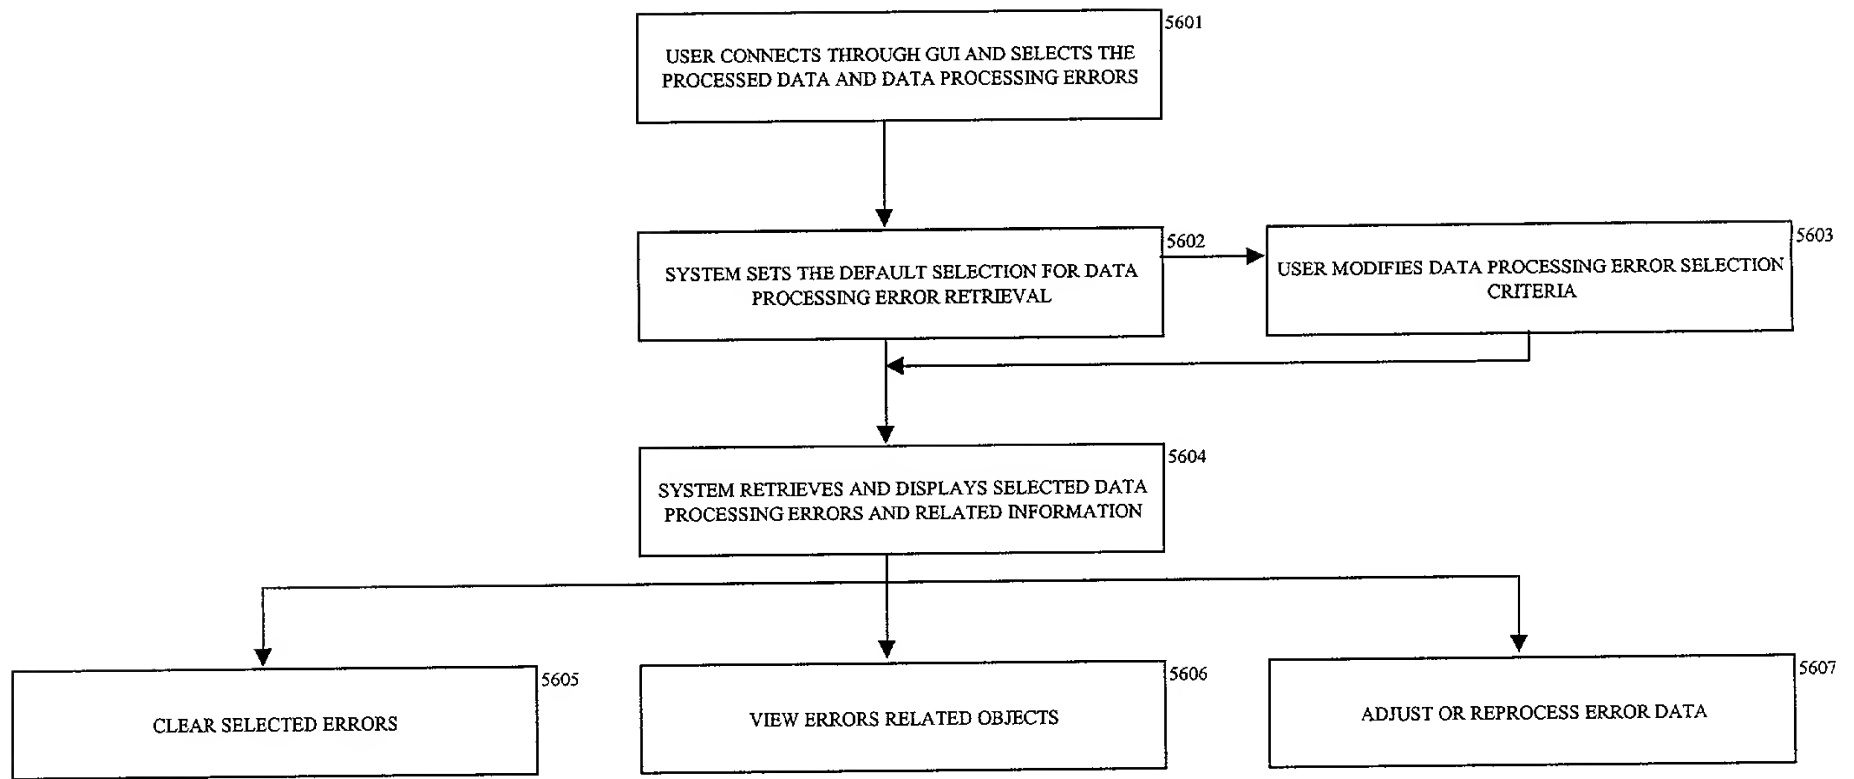 5601
USER CONNECTS THROUGH GUI AND SELECTS THE
PROCESSED DATA AND DATA PROCESSING ERRORS
5602
SYSTEM SETS THE DEFAULT SELECTION FOR DATA
PROCESSING ERROR RETRIEVAL
5603
USER MODIFIES DATA PROCESSING ERROR SELECTION
CRITERIA
5604
SYSTEM RETRIEVES AND DISPLAYS SELECTED DATA
PROCESSING ERRORS AND RELATED INFORMATION
5605
CLEAR SELECTED ERRORS
5606
VIEW ERRORS RELATED OBJECTS
5607
ADJUST OR REPROCESS ERROR DATA